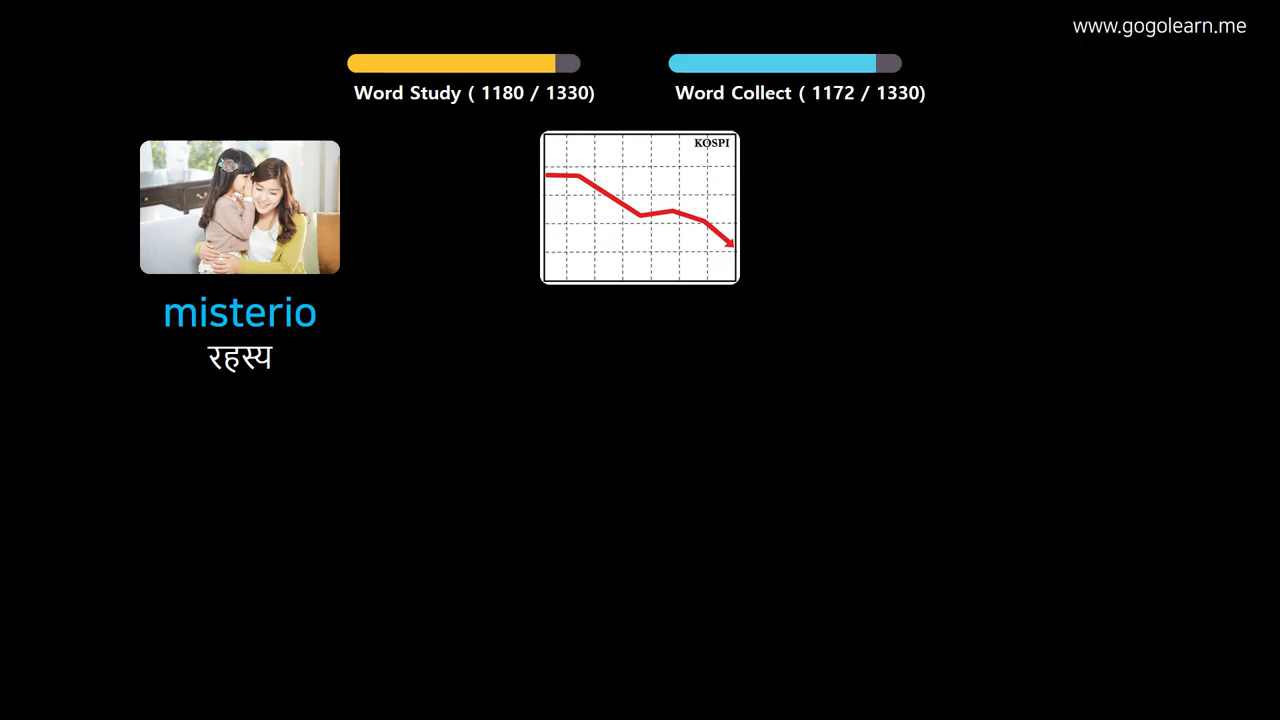 www.gogolearn.me
Word Study ( 1180 / 1330)
Word Collect ( 1172 / 1330)
KOSPI
misterio
रहस्य